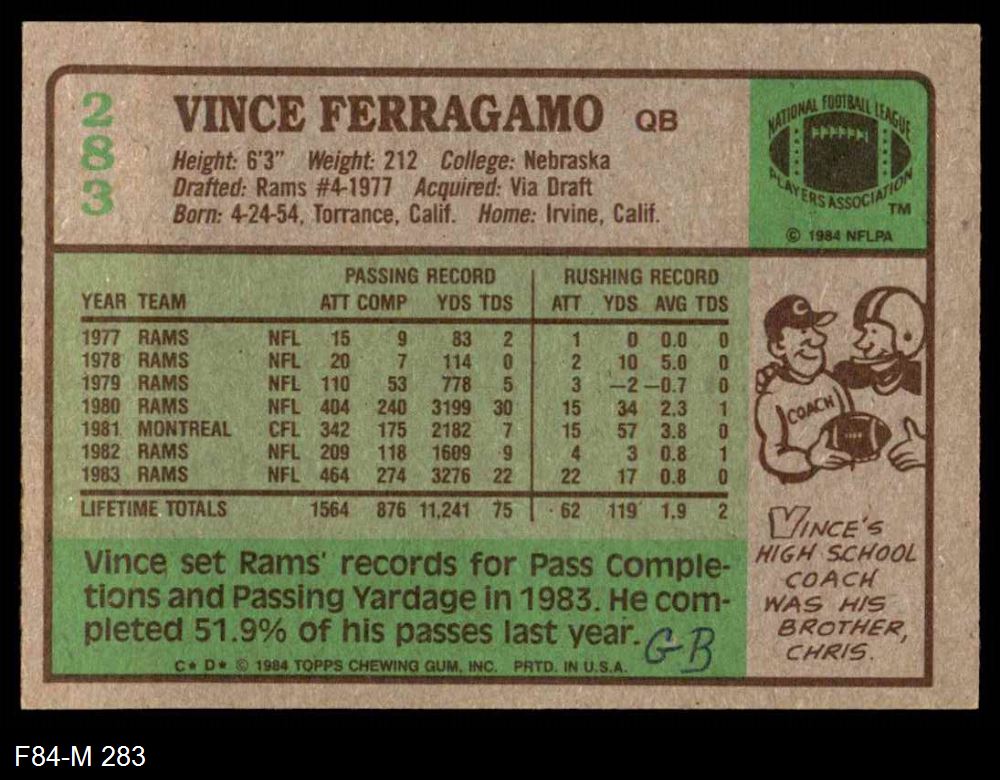 283
VINCE FERRAGAMO QB
Height: 6'3" Weight: 212 College: Nebraska
Drafted: Rams #4-1977 Acquired: Via Draft
Born: 4-24-54, Torrance, Calif. Home: Irvine, Calif.
NATIONAL FOOTBALL LEAGUE
PLAYERS ASSOCIATION
TM
© 1984 NFLPA
PASSING RECORD RUSHING RECORD
YEAR TEAM ATT COMP YDS TDS ATT YDS AVG TDS
1977 RAMS NFL 15 9 83 2 1 0 0.0 0
1978 RAMS NFL 20 7 114 0 2 10 5.0 0
1979 RAMS NFL 110 53 778 5 3 –2 –0.7 0
1980 RAMS NFL 404 240 3199 30 15 34 2.3 1
1981 MONTREAL CFL 342 175 2182 7 15 57 3.8 0
1982 RAMS NFL 209 118 1609 9 4 3 0.8 1
1983 RAMS NFL 464 274 3276 22 22 17 0.8 0
LIFETIME TOTALS 1564 876 11,241 75 62 119 1.9 2
Vince set Rams' records for Pass Comple-
tions and Passing Yardage in 1983. He com-
pleted 51.9% of his passes last year.
GB
C* D* © 1984 TOPPS CHEWING GUM, INC. PRTD. IN U.S.A.
C
COACH
VINCE'S
HIGH SCHOOL
COACH
WAS HIS
BROTHER,
CHRIS.
F84-M 283